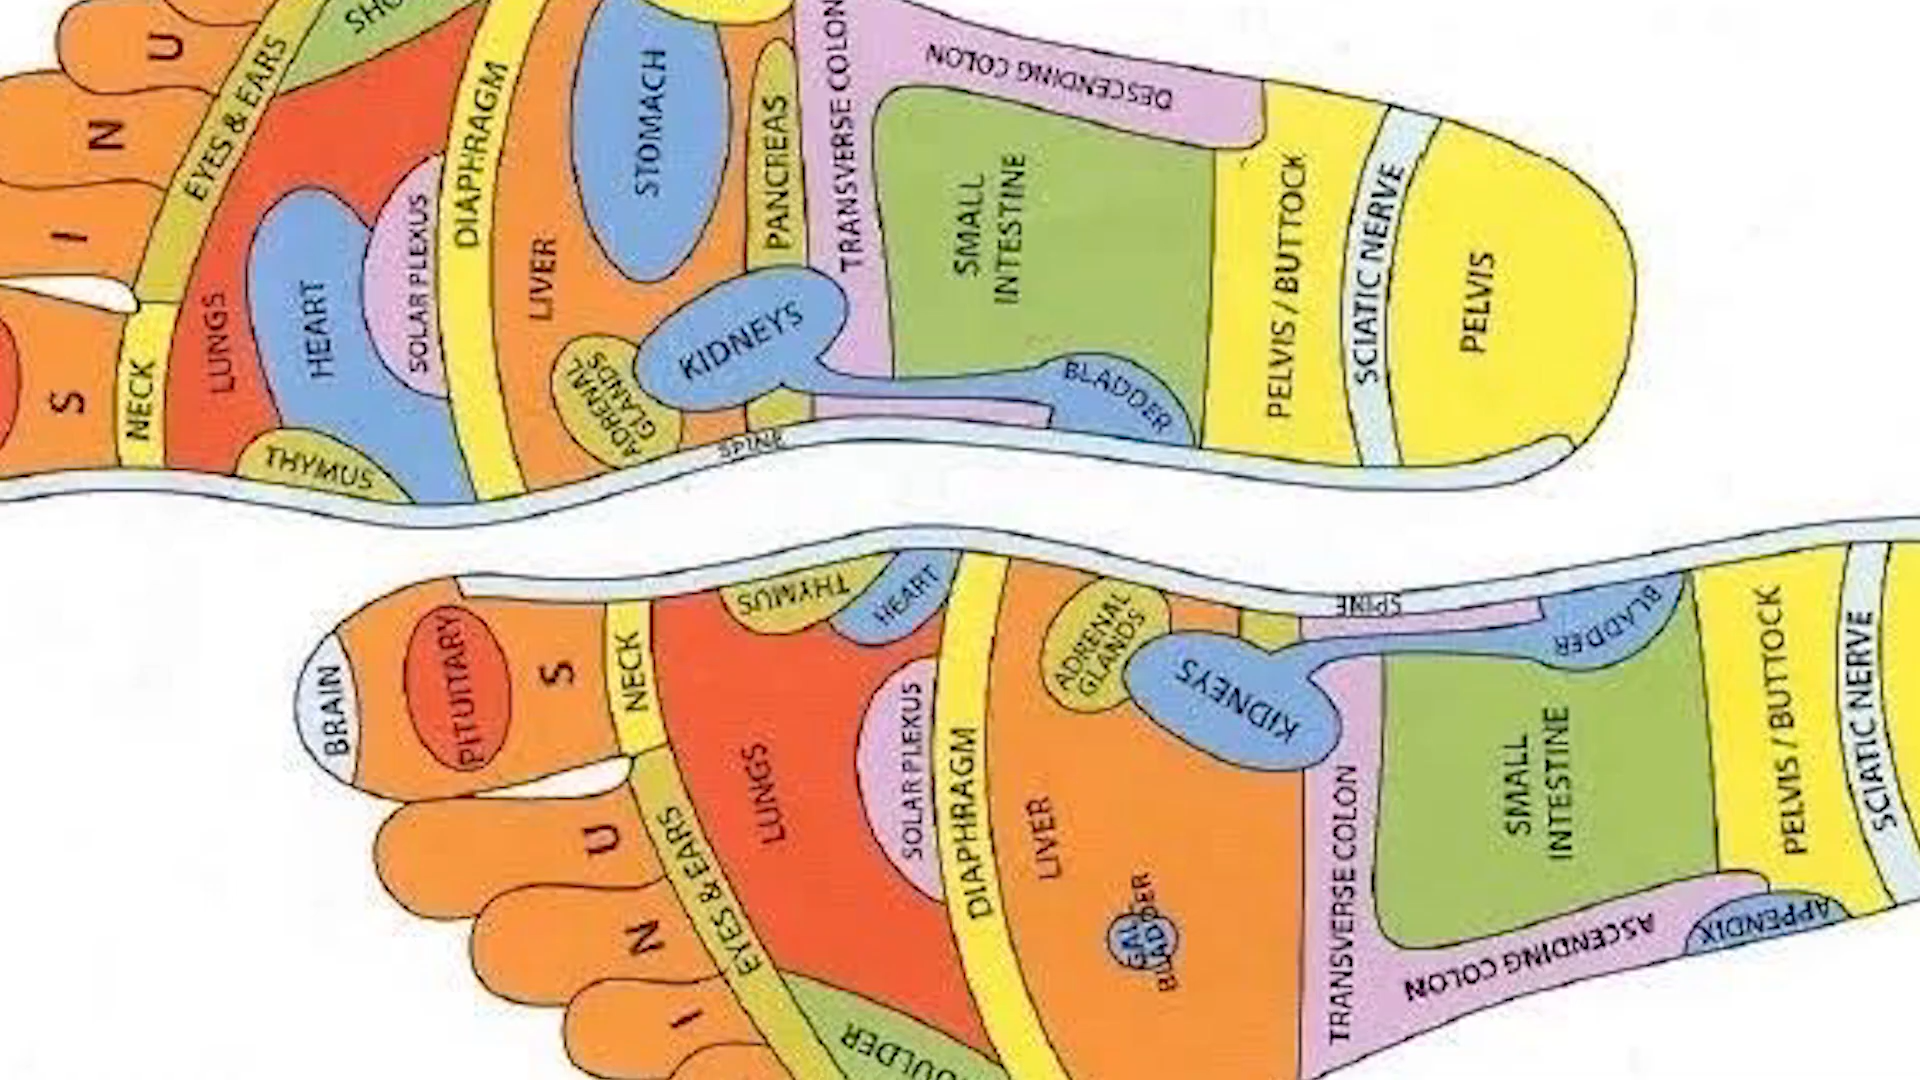 U
N
I
S
EYES & EARS
NECK
SHO
LUNGS
HEART
THYMUS
SOLAR PLEXUS
DIAPHRAGM
LIVER
STOMACH
ADRENAL
GLANDS
KIDNEYS
PANCREAS
SPINE
TRANSVERSE COLON
DESCENDING COLON
SMALL
INTESTINE
BLADDER
PELVIS / BUTTOCK
SCIATIC NERVE
PELVIS
BRAIN
PITUITARY
S
U
N
I
NECK
EYES & EARS
THYMUS
HEART
LUNGS
SOLAR PLEXUS
OULDER
DIAPHRAGM
LIVER
ADRENAL
GLANDS
KIDNEYS
GAL
BLADDER
SPINE
TRANSVERSE COLON
ASCENDING COLON
SMALL
INTESTINE
BLADDER
APPENDIX
PELVIS / BUTTOCK
SCIATIC NERVE